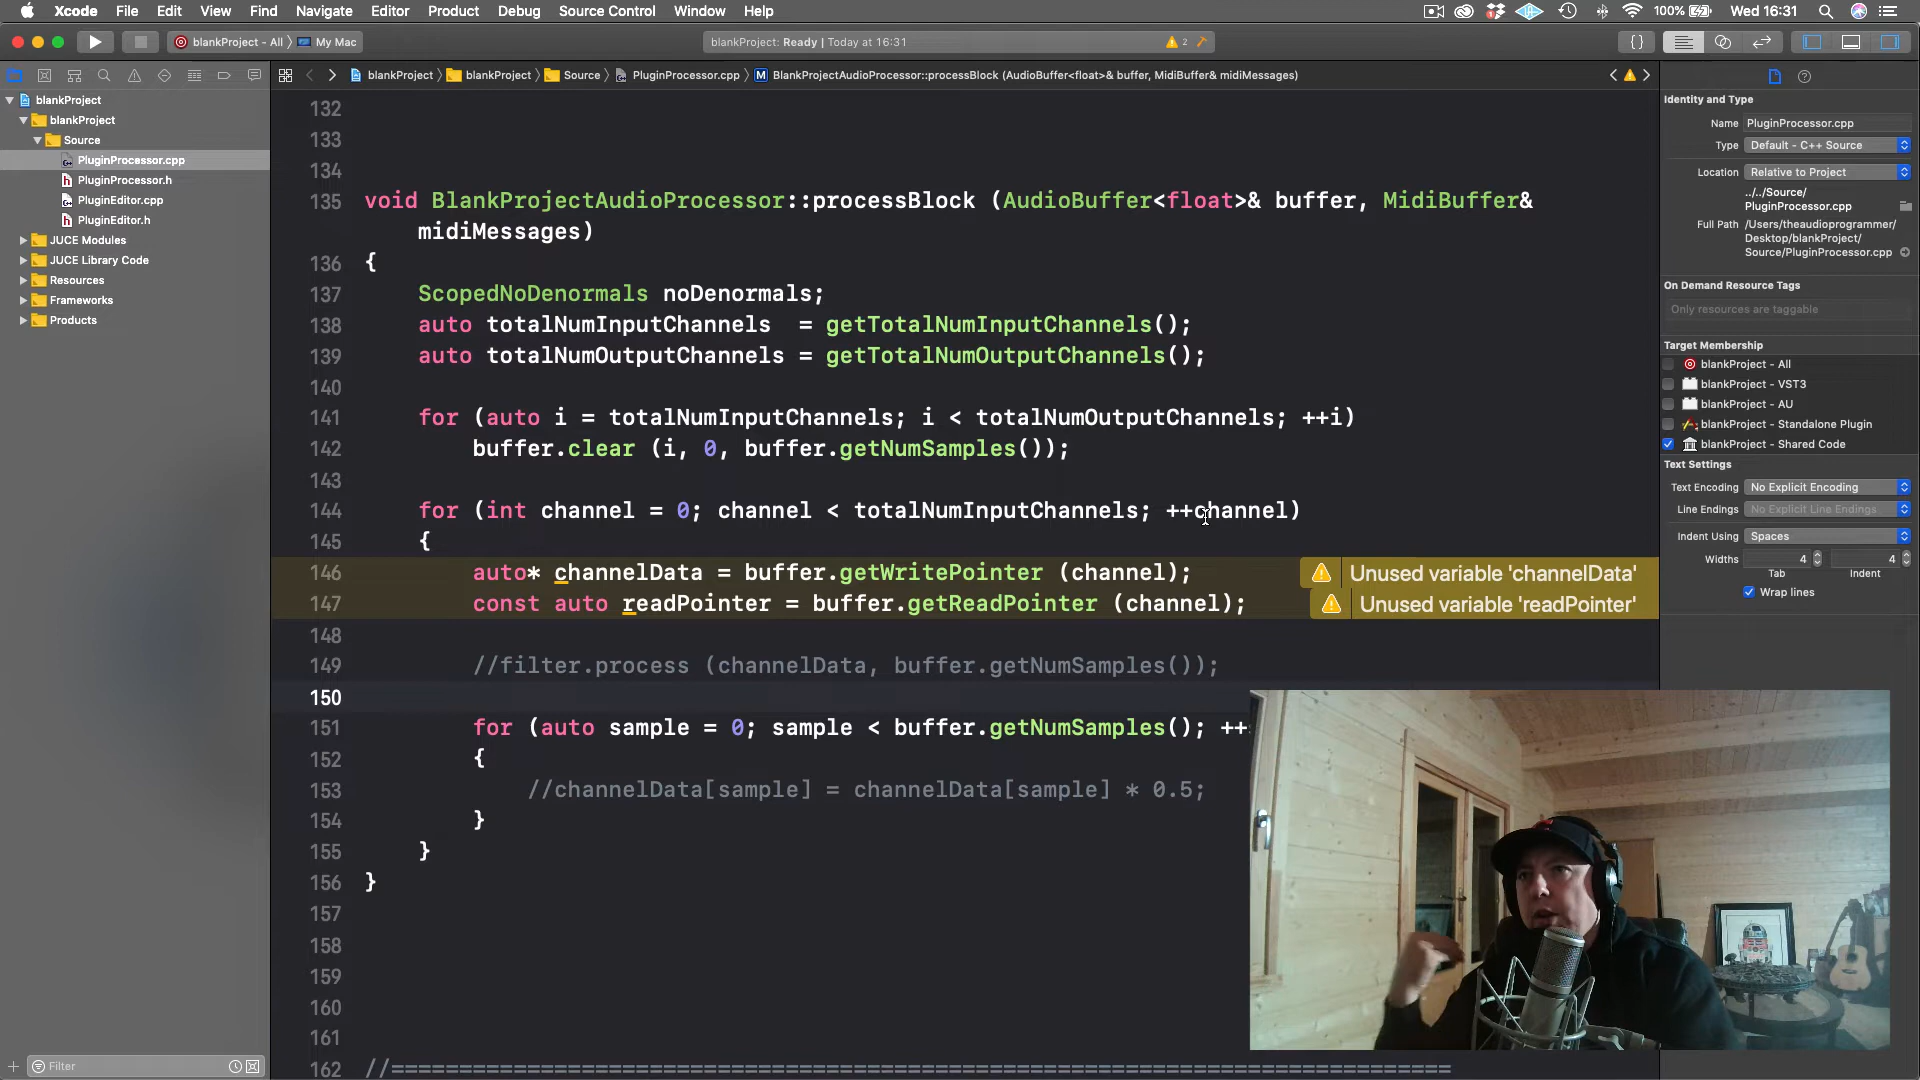 Xcode File Edit View Find Navigate Editor Product Debug Source Control Window Help 100% Wed 16:31
blankProject - All My Mac blankProject: Ready | Today at 16:31 2 {}
blankProject blankProject Source PluginProcessor.cpp M BlankProjectAudioProcessor::processBlock (AudioBuffer<float>& buffer, MidiBuffer& midiMessages)
blankProject
blankProject
Source
PluginProcessor.cpp
PluginProcessor.h
PluginEditor.cpp
PluginEditor.h
JUCE Modules
JUCE Library Code
Resources
Frameworks
Products
Filter
132
133
134
135 void BlankProjectAudioProcessor::processBlock (AudioBuffer<float>& buffer, MidiBuffer&
midiMessages)
136 {
137 ScopedNoDenormals noDenormals;
138 auto totalNumInputChannels  = getTotalNumInputChannels();
139 auto totalNumOutputChannels = getTotalNumOutputChannels();
140
141 for (auto i = totalNumInputChannels; i < totalNumOutputChannels; ++i)
142 buffer.clear (i, 0, buffer.getNumSamples());
143
144 for (int channel = 0; channel < totalNumInputChannels; ++channel)
145 {
146 auto* channelData = buffer.getWritePointer (channel); Unused variable 'channelData'
147 const auto readPointer = buffer.getReadPointer (channel); Unused variable 'readPointer'
148
149 //filter.process (channelData, buffer.getNumSamples());
150
151 for (auto sample = 0; sample < buffer.getNumSamples(); ++
152 {
153 //channelData[sample] = channelData[sample] * 0.5;
154 }
155 }
156 }
157
158
159
160
161
162 //==============================================================================
Identity and Type
Name PluginProcessor.cpp
Type Default - C++ Source
Location Relative to Project
../../Source/
PluginProcessor.cpp
Full Path /Users/theaudioprogrammer/
Desktop/blankProject/
Source/PluginProcessor.cpp
On Demand Resource Tags
Only resources are taggable
Target Membership
blankProject - All
blankProject - VST3
blankProject - AU
blankProject - Standalone Plugin
blankProject - Shared Code
Text Settings
Text Encoding No Explicit Encoding
Line Endings No Explicit Line Endings
Indent Using Spaces
Widths 4 4
Tab Indent
Wrap lines